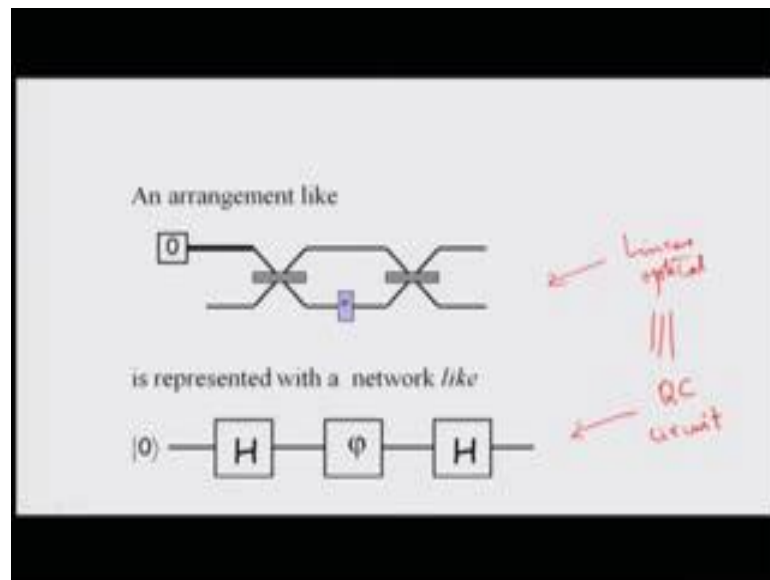 An arrangement like
0
Linear
optical
|||
is represented with a network like
QC
circuit
|0⟩ H φ H